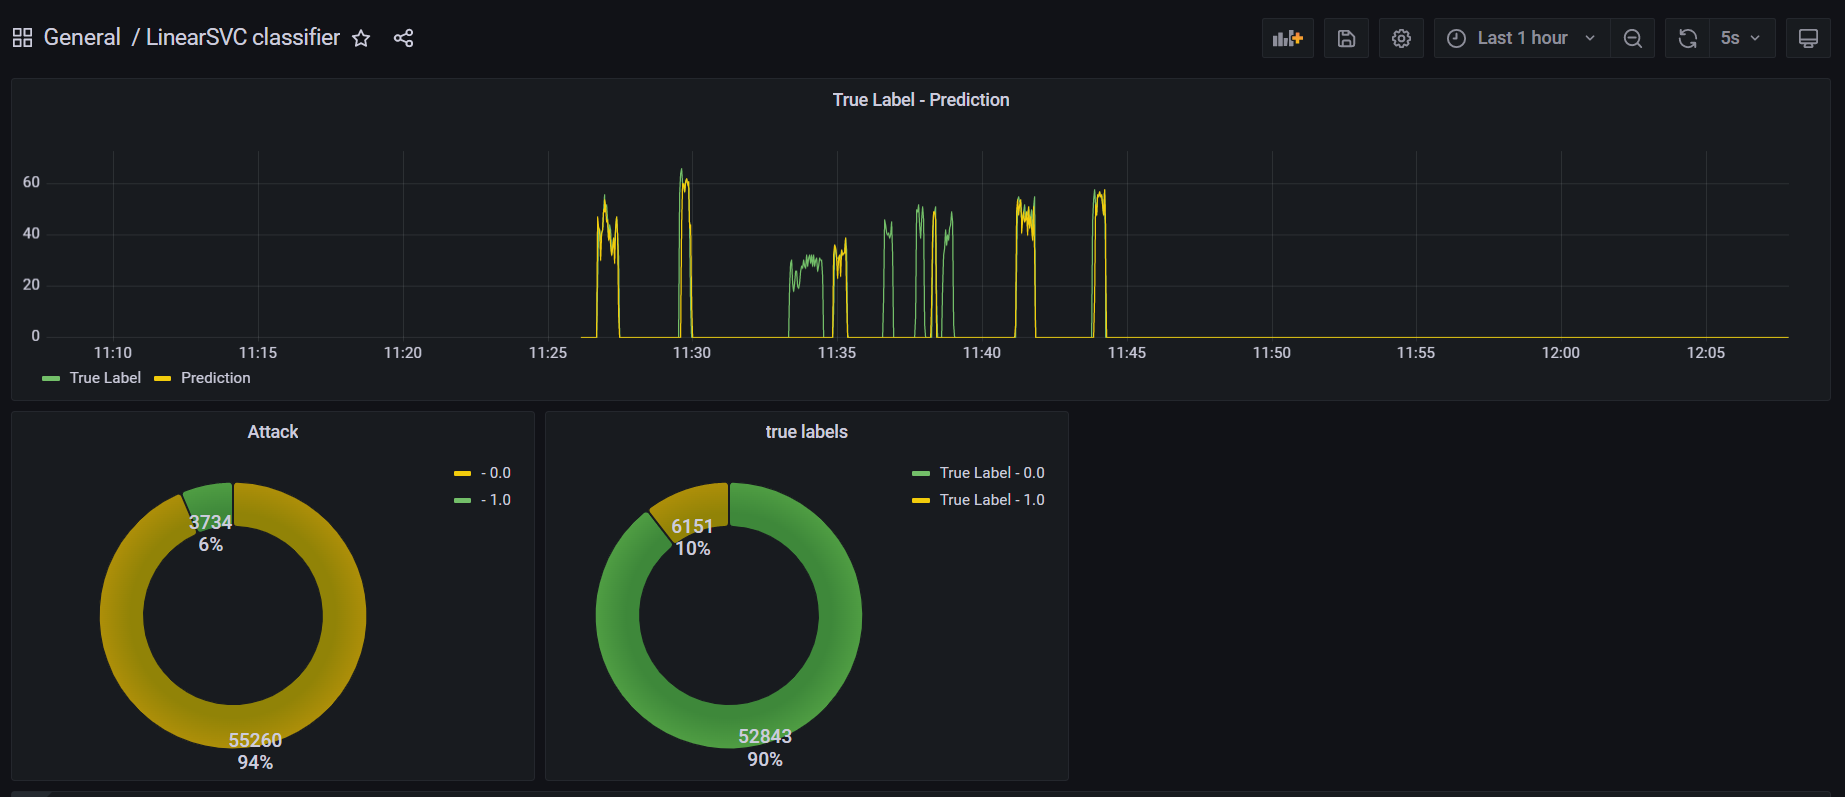 General / LinearSVC classifier
Last 1 hour
5s
True Label - Prediction
60
40
20
0
11:10 11:15 11:20 11:25 11:30 11:35 11:40 11:45 11:50 11:55 12:00 12:05
True Label Prediction
Attack
- 0.0
- 1.0
3734
6%
55260
94%
true labels
True Label - 0.0
True Label - 1.0
6151
10%
52843
90%